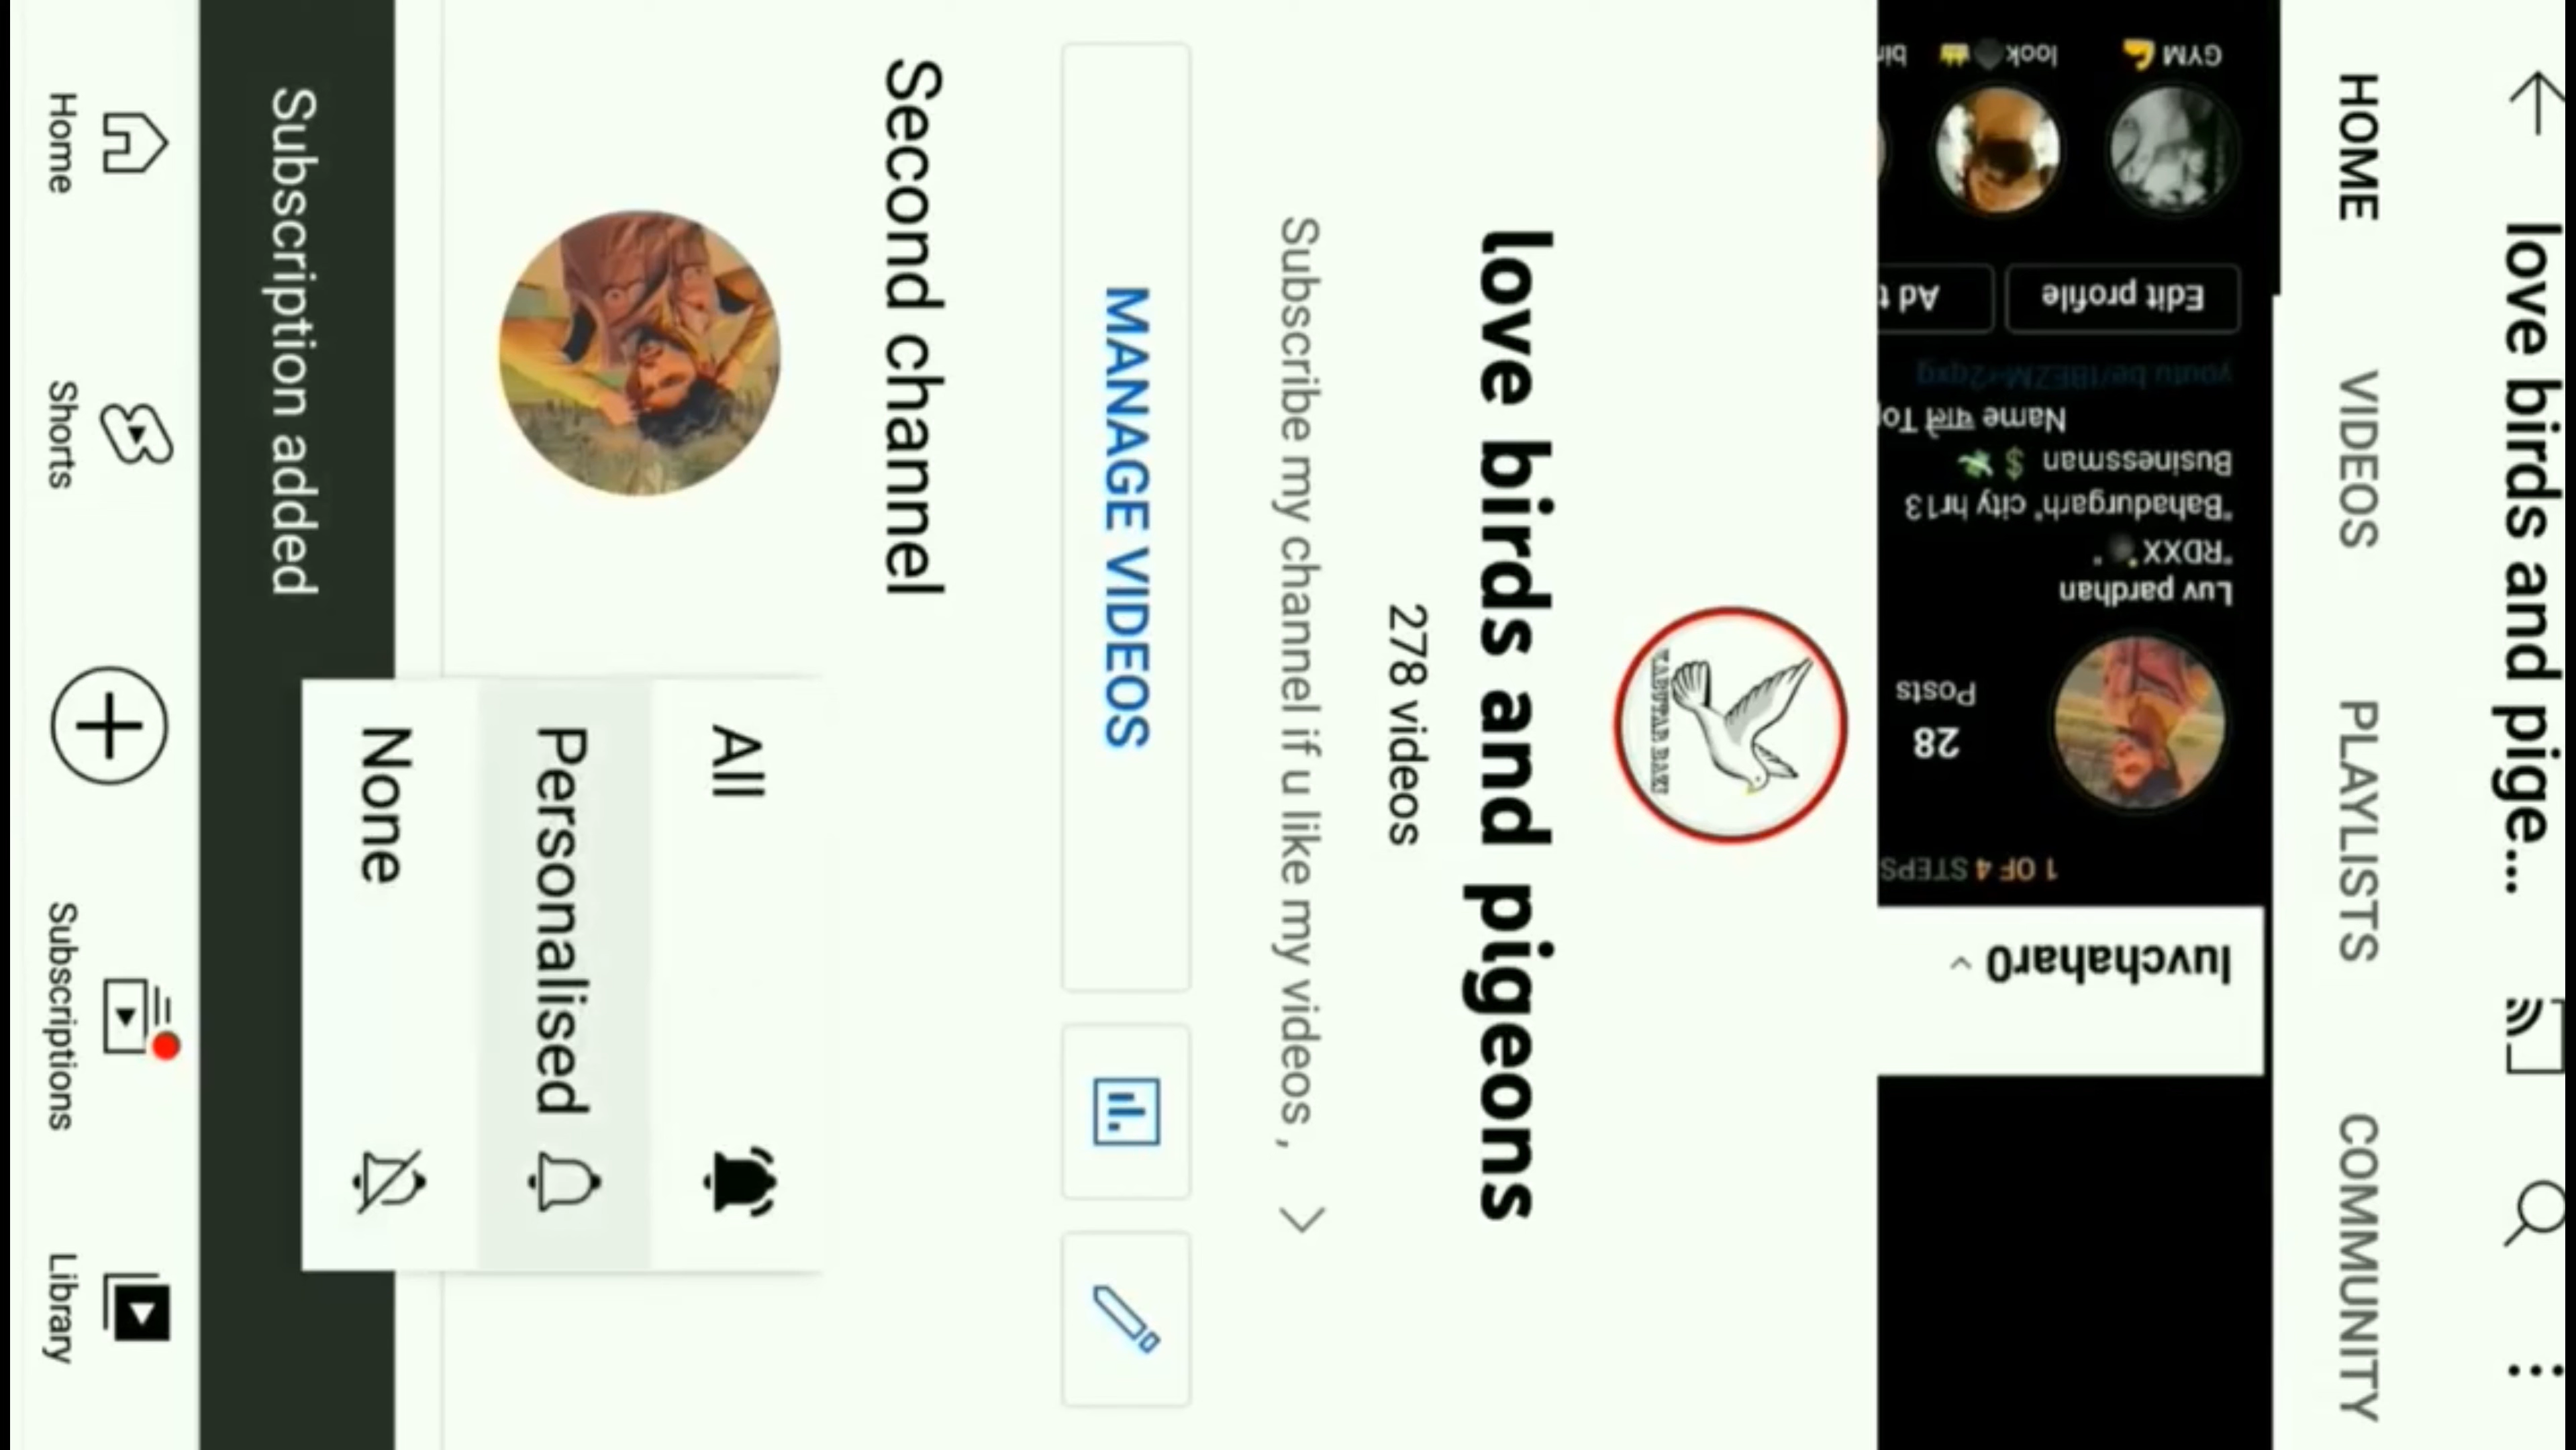 love birds and pige...
HOME VIDEOS PLAYLISTS COMMUNITY
luvchahar0
1 OF 4 STEPS
28
Posts
Luv pardhan
"RDXX "
"Bahadurgarh" city hr13
Businessman $
Name
GYM
look
Edit profile
Ad t
KABUTAR BAZI
love birds and pigeons
278 videos
Subscribe my channel if u like my videos ,
MANAGE VIDEOS
Second channel
All
Personalised
None
Subscription added
Home Shorts Subscriptions Library